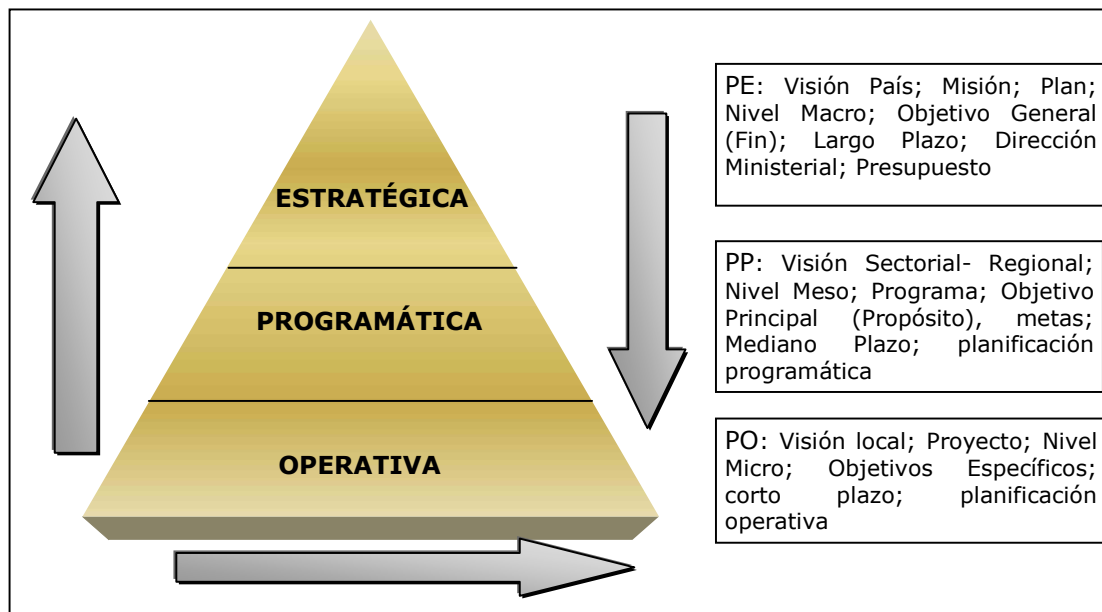 ESTRATÉGICA
PROGRAMÁTICA
OPERATIVA
PE: Visión País; Misión; Plan;
Nivel Macro; Objetivo General
(Fin); Largo Plazo; Dirección
Ministerial; Presupuesto
PP: Visión Sectorial- Regional;
Nivel Meso; Programa; Objetivo
Principal (Propósito), metas;
Mediano Plazo; planificación
programática
PO: Visión local; Proyecto; Nivel
Micro; Objetivos Específicos;
corto plazo; planificación
operativa